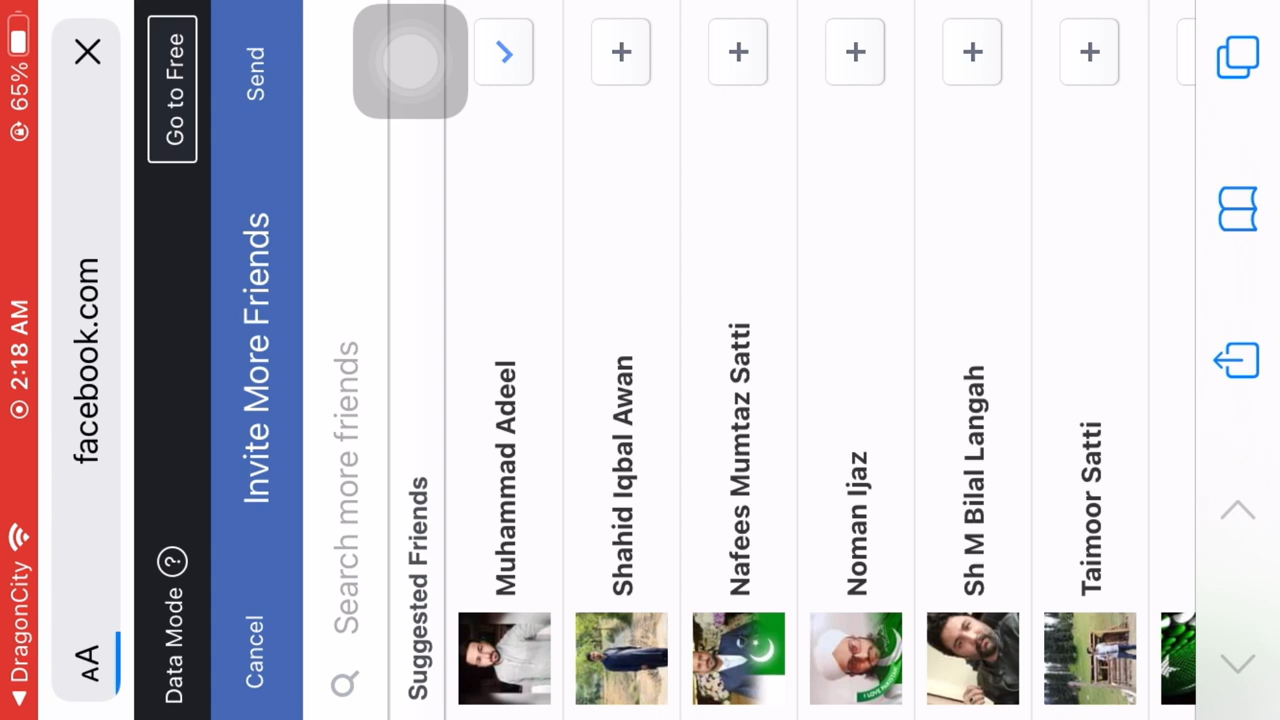 DragonCity 2:18 AM 65%
AA facebook.com
Data Mode ? Go to Free
Cancel Invite More Friends Send
Search more friends
Suggested Friends
Muhammad Adeel
Shahid Iqbal Awan
Nafees Mumtaz Satti
Noman Ijaz
I LOVE PAKISTAN
Sh M Bilal Langah
Taimoor Satti